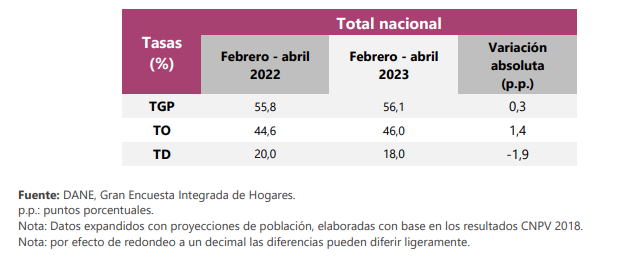 Tasas (%) Total nacional
Febrero - abril 2022 Febrero - abril 2023 Variación absoluta (p.p.)
TGP 55,8 56,1 0,3
TO 44,6 46,0 1,4
TD 20,0 18,0 -1,9
Fuente: DANE, Gran Encuesta Integrada de Hogares.
p.p.: puntos porcentuales.
Nota: Datos expandidos con proyecciones de población, elaboradas con base en los resultados CNPV 2018.
Nota: por efecto de redondeo a un decimal las diferencias pueden diferir ligeramente.